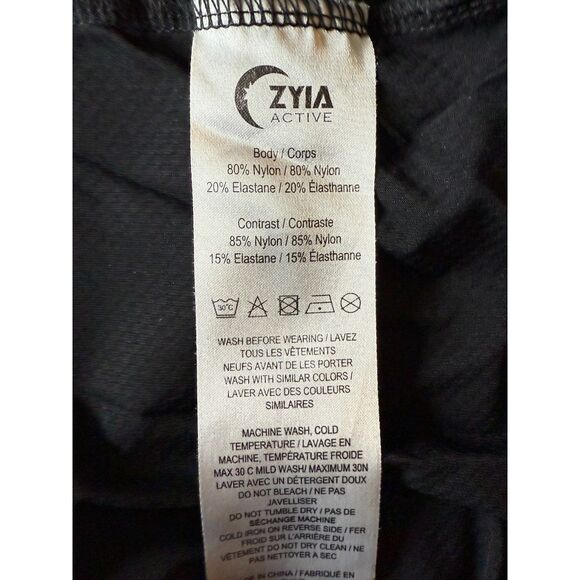 ZYIA
ACTIVE
Body / Corps
80% Nylon / 80% Nylon
20% Elastane / 20% Élasthanne
Contrast / Contraste
85% Nylon / 85% Nylon
15% Elastane / 15% Élasthanne
30°C
WASH BEFORE WEARING / LAVEZ
TOUS LES VÊTEMENTS
NEUFS AVANT DE LES PORTER
WASH WITH SIMILAR COLORS /
LAVER AVEC DES COULEURS
SIMILAIRES
MACHINE WASH, COLD
TEMPERATURE / LAVAGE EN
MACHINE, TEMPÉRATURE FROIDE
MAX 30 C MILD WASH/ MAXIMUM 30N
LAVER AVEC UN DÉTERGENT DOUX
DO NOT BLEACH / NE PAS
JAVELLISER
DO NOT TUMBLE DRY / PAS DE
SÉCHAGE MACHINE
COLD IRON ON REVERSE SIDE / FER
FROID SUR L'ARRIÈRE DU
VÊTEMENT DO NOT DRY CLEAN / NE
PAS NETTOYER A SEC
IN CHINA / FABRIQUÉ EN